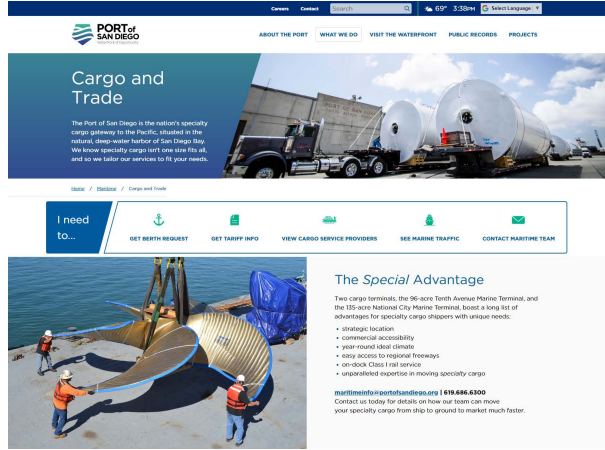 Careers Contact Search 69° 3:38PM G Select Language ▼
PORT of
SAN DIEGO
ABOUT THE PORT WHAT WE DO VISIT THE WATERFRONT PUBLIC RECORDS PROJECTS
Cargo and
Trade
The Port of San Diego is the nation's specialty
cargo gateway to the Pacific, situated in the
natural, deep-water harbor of San Diego Bay.
We know specialty cargo isn't one size fits all,
and so we tailor our services to fit your needs.
Home / Maritime / Cargo and Trade
I need
to...
GET BERTH REQUEST GET TARIFF INFO VIEW CARGO SERVICE PROVIDERS SEE MARINE TRAFFIC CONTACT MARITIME TEAM
The Special Advantage
Two cargo terminals, the 96-acre Tenth Avenue Marine Terminal, and
the 135-acre National City Marine Terminal, boast a long list of
advantages for specialty cargo shippers with unique needs:
• strategic location
• commercial accessibility
• year-round ideal climate
• easy access to regional freeways
• on-dock Class I rail service
• unparalleled expertise in moving specialty cargo
maritimeinfo@portofsandiego.org | 619.686.6300
Contact us today for details on how our team can move
your specialty cargo from ship to ground to market much faster.